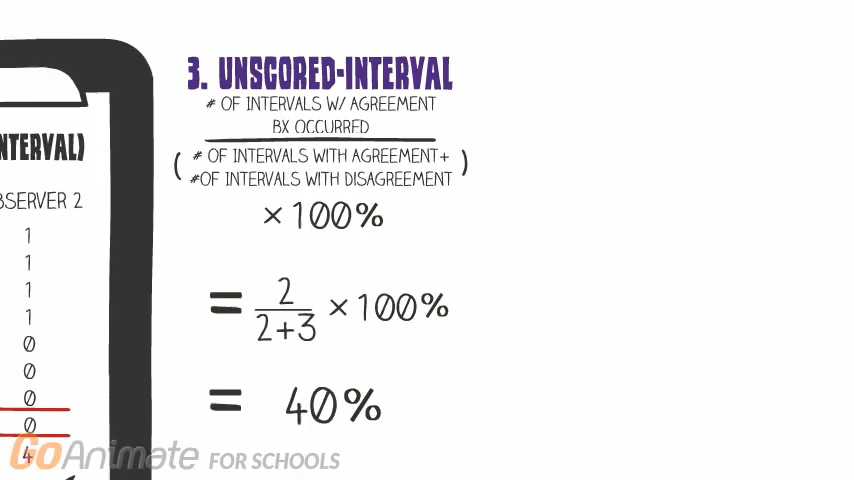 3. UNSCORED-INTERVAL
# OF INTERVALS W/ AGREEMENT
BX OCCURRED
( # OF INTERVALS WITH AGREEMENT+ )
#OF INTERVALS WITH DISAGREEMENT
×100%
= 2 ×100%
2+3
= 40%
NTERVAL)
BSERVER 2
1
1
1
1
0
0
0
0
4
GoAnimate FOR SCHOOLS